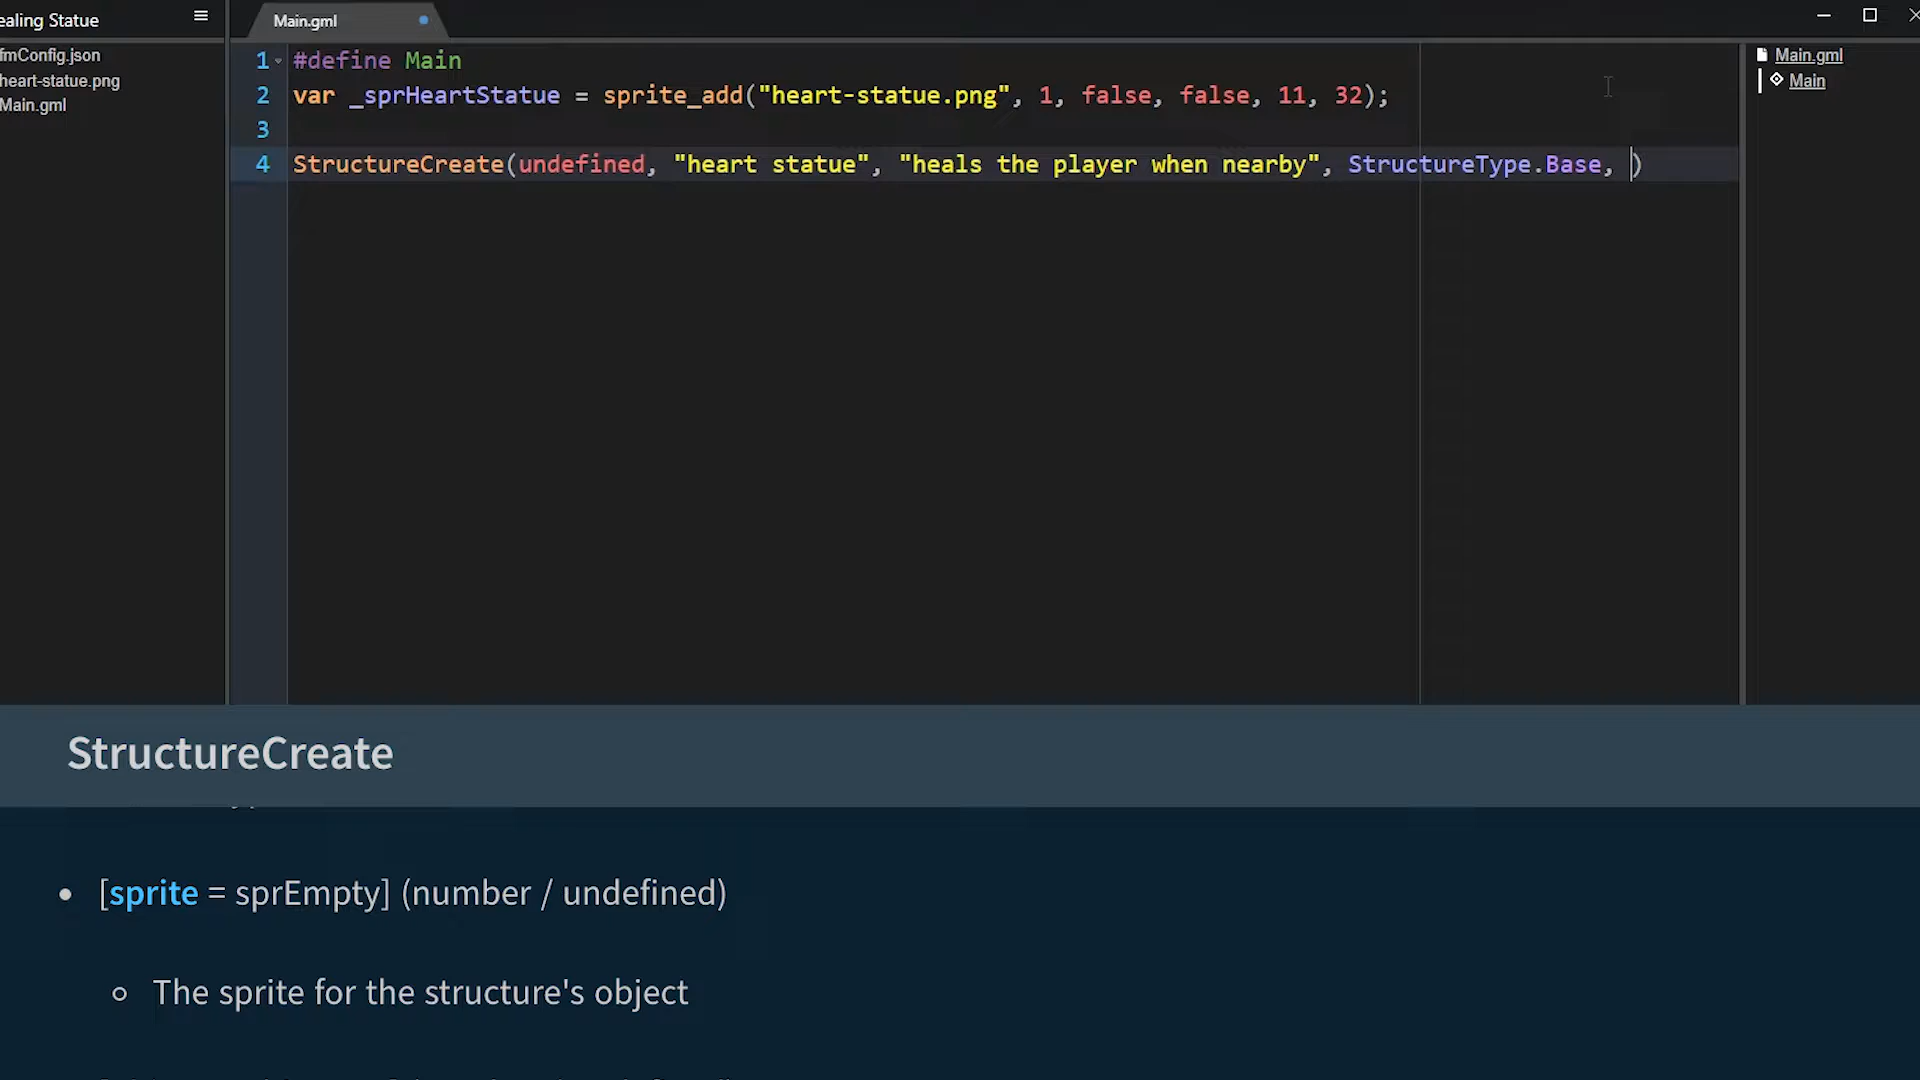 ealing Statue
fmConfig.json
heart-statue.png
Main.gml
Main.gml
1 #define Main
2 var _sprHeartStatue = sprite_add("heart-statue.png", 1, false, false, 11, 32);
3
4 StructureCreate(undefined, "heart statue", "heals the player when nearby", StructureType.Base, )
Main.gml
Main
StructureCreate
• [sprite = sprEmpty] (number / undefined)
○ The sprite for the structure's object